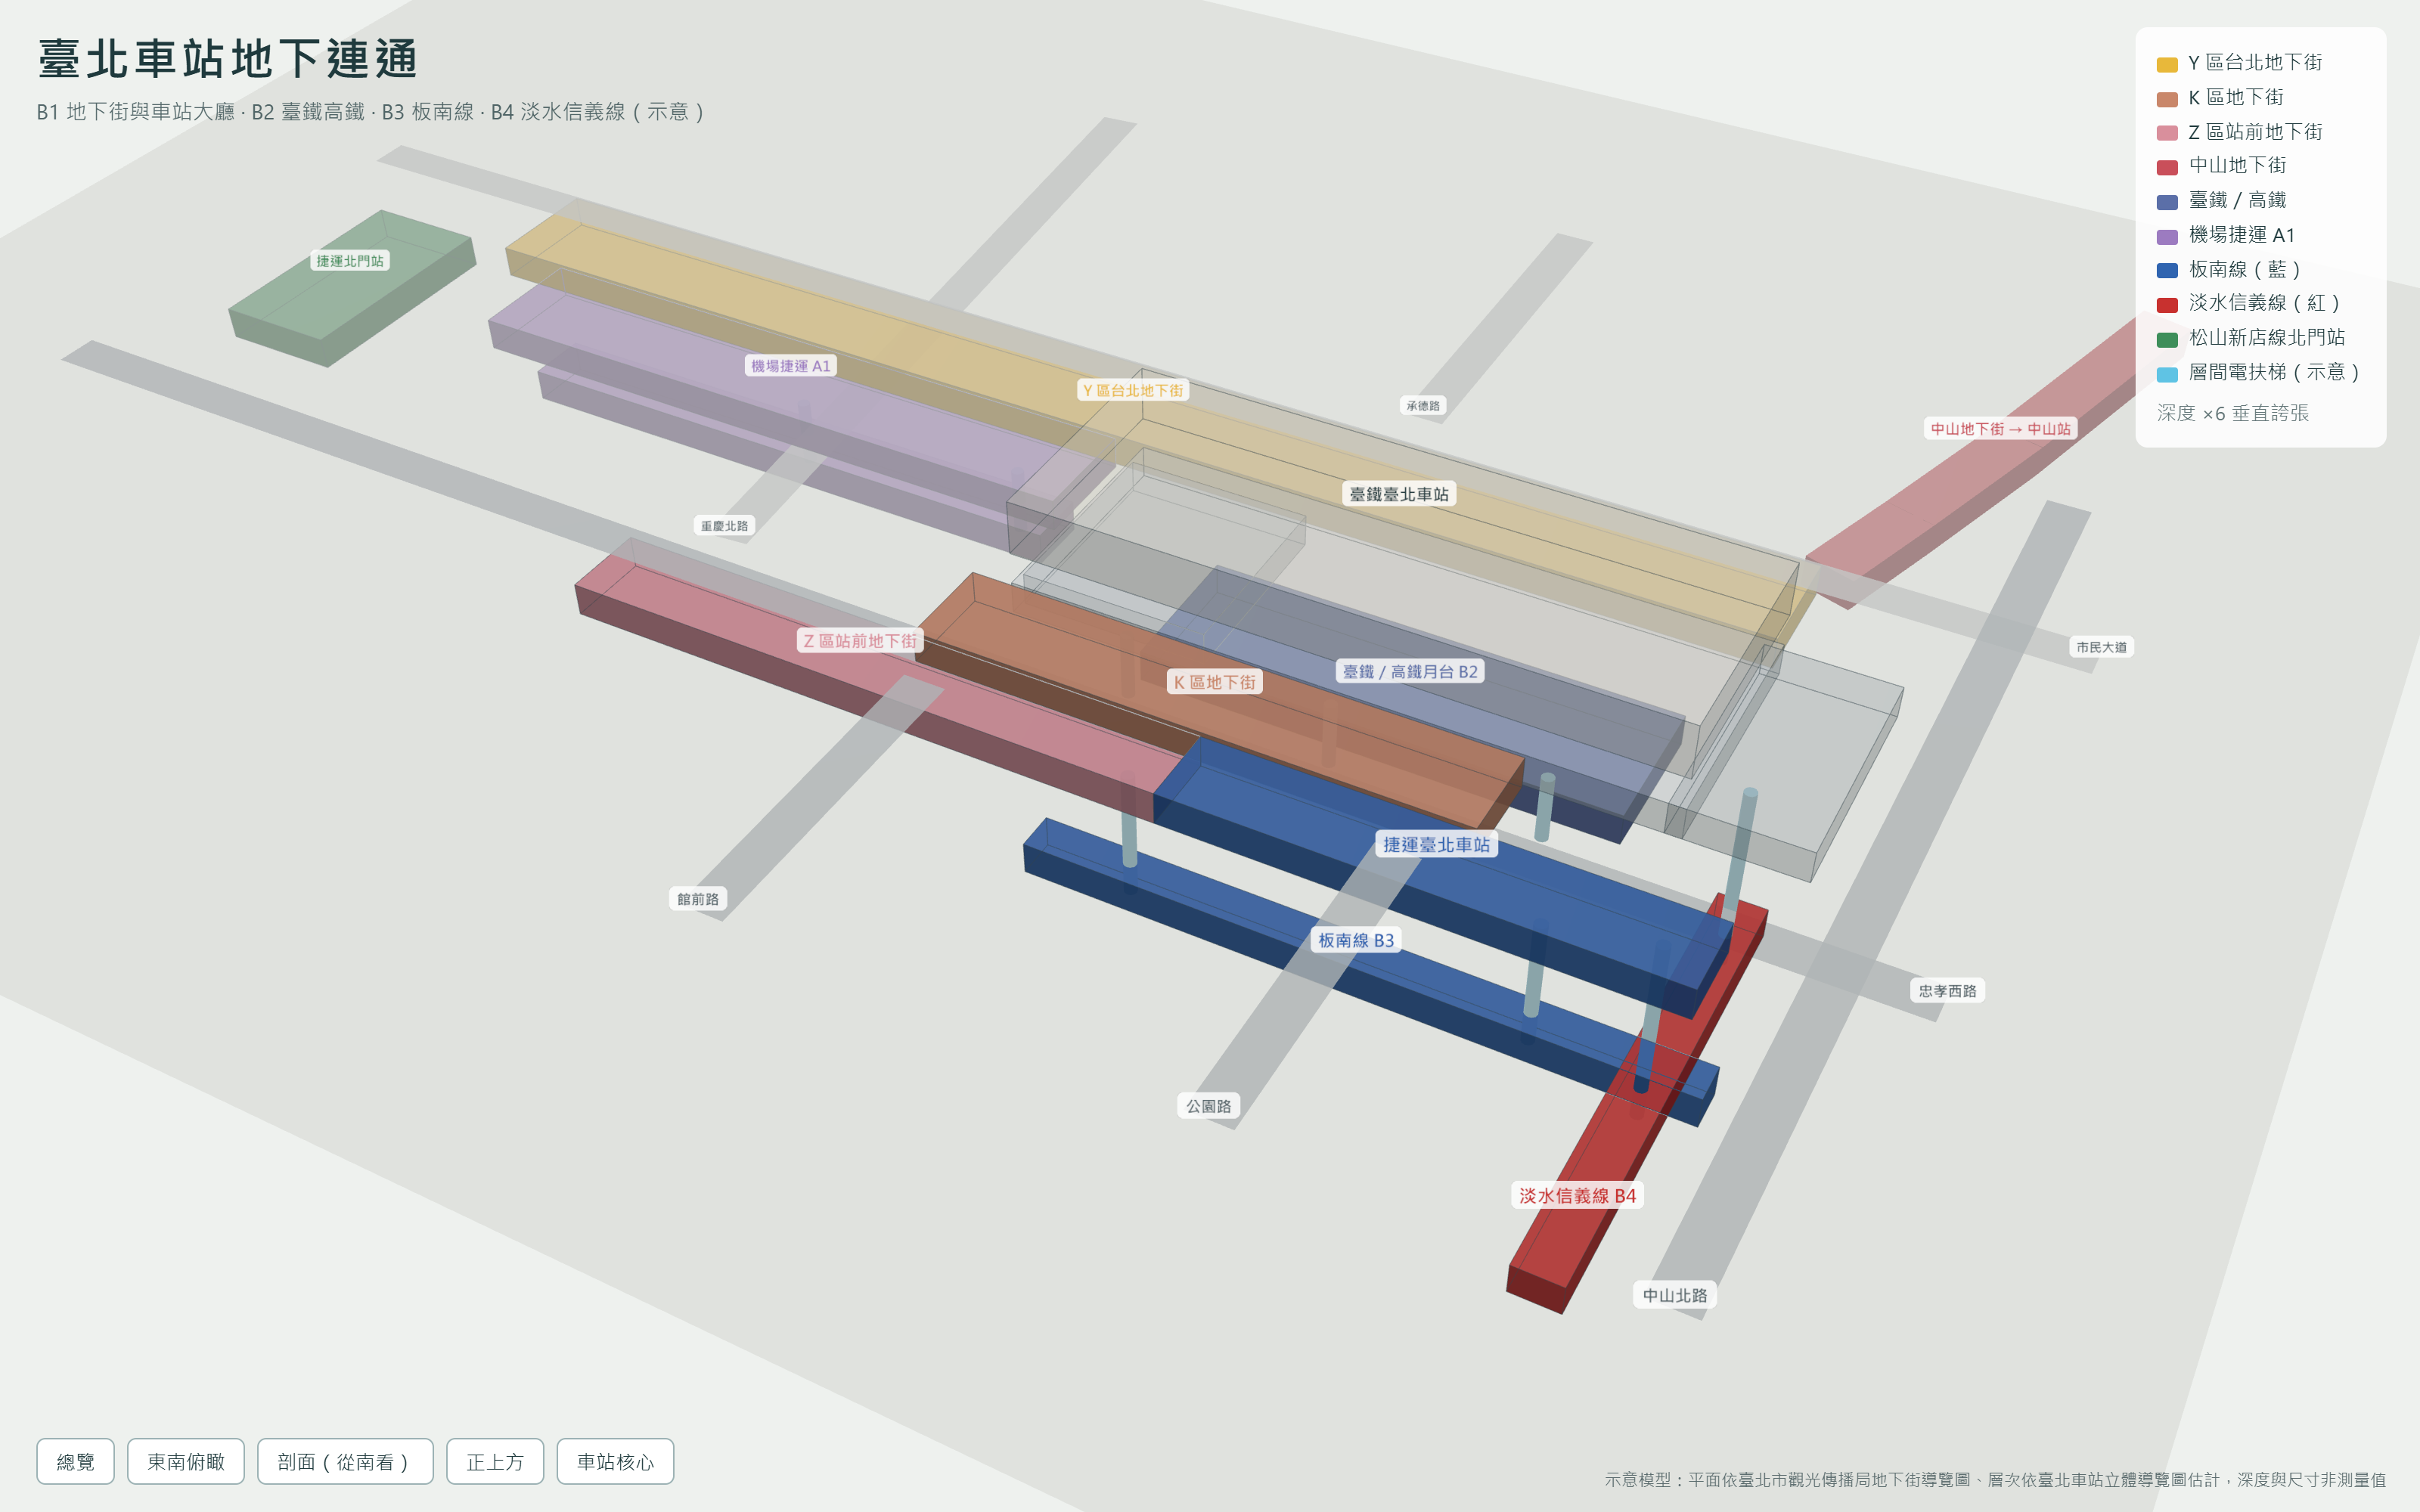 臺北車站地下連通
B1 地下街與車站大廳 · B2 臺鐵高鐵 · B3 板南線 · B4 淡水信義線（示意）
Y 區台北地下街
K 區地下街
Z 區站前地下街
中山地下街
臺鐵 / 高鐵
機場捷運 A1
板南線（藍）
淡水信義線（紅）
松山新店線北門站
層間電扶梯（示意）
深度 ×6 垂直誇張
捷運北門站
機場捷運 A1
Y 區台北地下街
承德路
中山地下街 → 中山站
臺鐵臺北車站
重慶北路
Z 區站前地下街
市民大道
臺鐵 / 高鐵月台 B2
K 區地下街
捷運臺北車站
館前路
板南線 B3
忠孝西路
公園路
淡水信義線 B4
中山北路
總覽
東南俯瞰
剖面（從南看）
正上方
車站核心
示意模型：平面依臺北市觀光傳播局地下街導覽圖、層次依臺北車站立體導覽圖估計，深度與尺寸非測量值